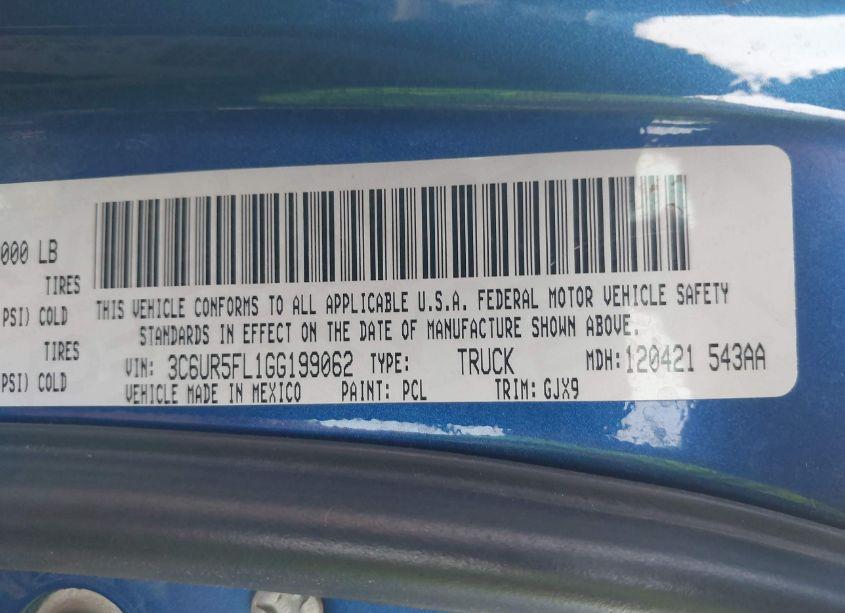 000 LB
TIRES
PSI) COLD
TIRES
PSI) COLD
THIS VEHICLE CONFORMS TO ALL APPLICABLE U.S.A. FEDERAL MOTOR VEHICLE SAFETY
STANDARDS IN EFFECT ON THE DATE OF MANUFACTURE SHOWN ABOVE.
VIN: 3C6UR5FL1GG199062 TYPE: TRUCK MDH:120421 543AA
VEHICLE MADE IN MEXICO PAINT: PCL TRIM: GJX9